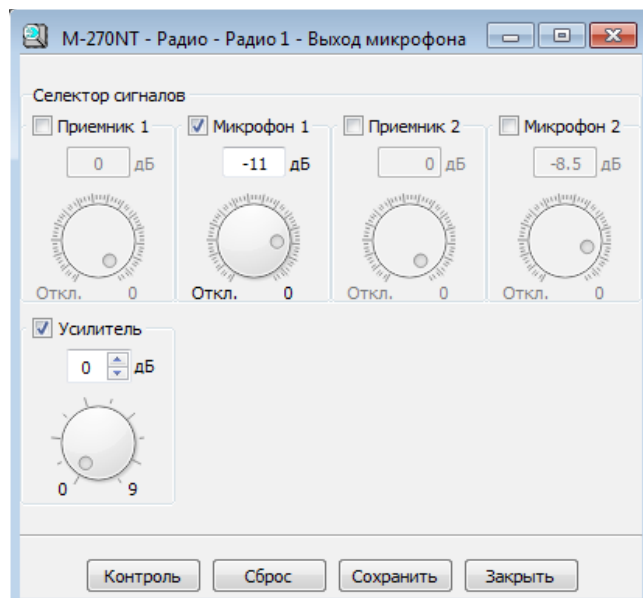 M-270NT - Радио - Радио 1 - Выход микрофона
Селектор сигналов
Приемник 1 Микрофон 1 Приемник 2 Микрофон 2
0 дБ -11 дБ 0 дБ -8.5 дБ
Откл. 0 Откл. 0 Откл. 0 Откл. 0
Усилитель
0 дБ
0 9
Контроль Сброс Сохранить Закрыть